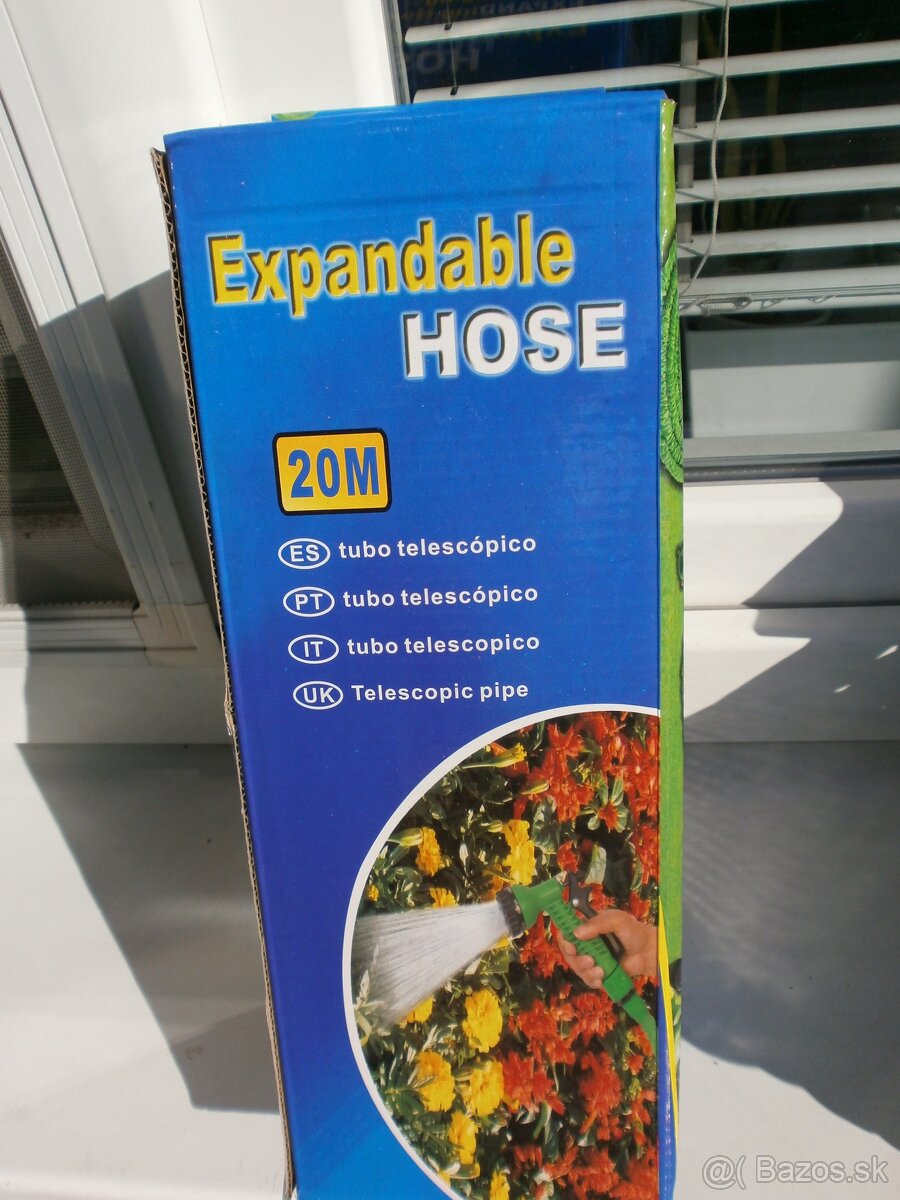 Expandable
HOSE
20M
ES tubo telescópico
PT tubo telescópico
IT tubo telescopico
UK Telescopic pipe
@( Bazos.sk